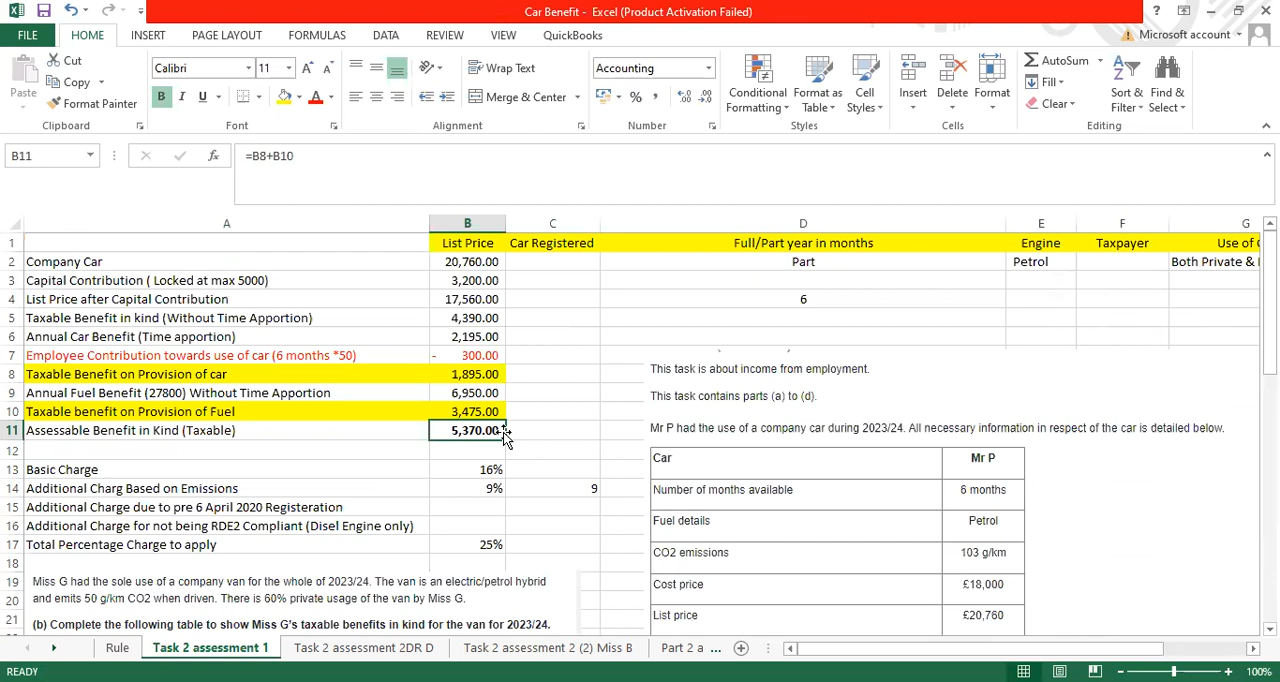 Car Benefit - Excel (Product Activation Failed)
?
FILE HOME INSERT PAGE LAYOUT FORMULAS DATA REVIEW VIEW QuickBooks Microsoft account
Paste
Cut
Copy
Format Painter
Clipboard
Calibri 11
B I U
Font
Wrap Text
Merge & Center
Alignment
Accounting
% ,
Number
Conditional Formatting
Format as Table
Cell Styles
Styles
Insert Delete Format
Cells
AutoSum
Fill
Clear
Sort & Filter
Find & Select
Editing
B11 fx =B8+B10
A B C D E F G
1 List Price Car Registered Full/Part year in months Engine Taxpayer Use of
2 Company Car 20,760.00 Part Petrol Both Private &
3 Capital Contribution ( Locked at max 5000) 3,200.00
4 List Price after Capital Contribution 17,560.00 6
5 Taxable Benefit in kind (Without Time Apportion) 4,390.00
6 Annual Car Benefit (Time apportion) 2,195.00
7 Employee Contribution towards use of car (6 months *50) - 300.00
8 Taxable Benefit on Provision of car 1,895.00
9 Annual Fuel Benefit (27800) Without Time Apportion 6,950.00
10 Taxable benefit on Provision of Fuel 3,475.00
11 Assessable Benefit in Kind (Taxable) 5,370.00
12
13 Basic Charge 16%
14 Additional Charg Based on Emissions 9% 9
15 Additional Charge due to pre 6 April 2020 Registeration
16 Additional Charge for not being RDE2 Compliant (Disel Engine only)
17 Total Percentage Charge to apply 25%
18
19
20
21
This task is about income from employment.
This task contains parts (a) to (d).
Mr P had the use of a company car during 2023/24. All necessary information in respect of the car is detailed below.
Car Mr P
Number of months available 6 months
Fuel details Petrol
CO2 emissions 103 g/km
Cost price £18,000
List price £20,760
Miss G had the sole use of a company van for the whole of 2023/24. The van is an electric/petrol hybrid
and emits 50 g/km CO2 when driven. There is 60% private usage of the van by Miss G.
(b) Complete the following table to show Miss G's taxable benefits in kind for the van for 2023/24.
Rule Task 2 assessment 1 Task 2 assessment 2DR D Task 2 assessment 2 (2) Miss B Part 2 a ...
READY 100%